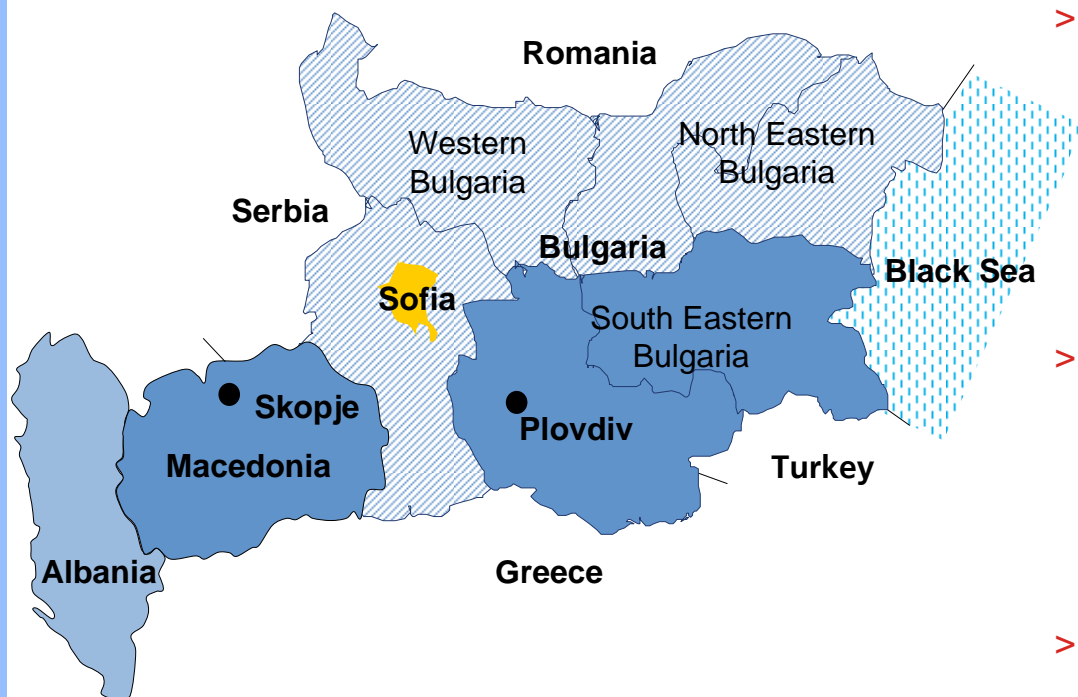 >
Romania
Western
Bulgaria
North Eastern
Bulgaria
Serbia
Bulgaria
Black Sea
Sofia
South Eastern
Bulgaria
>
Skopje
Plovdiv
Macedonia
Turkey
Albania
Greece
>